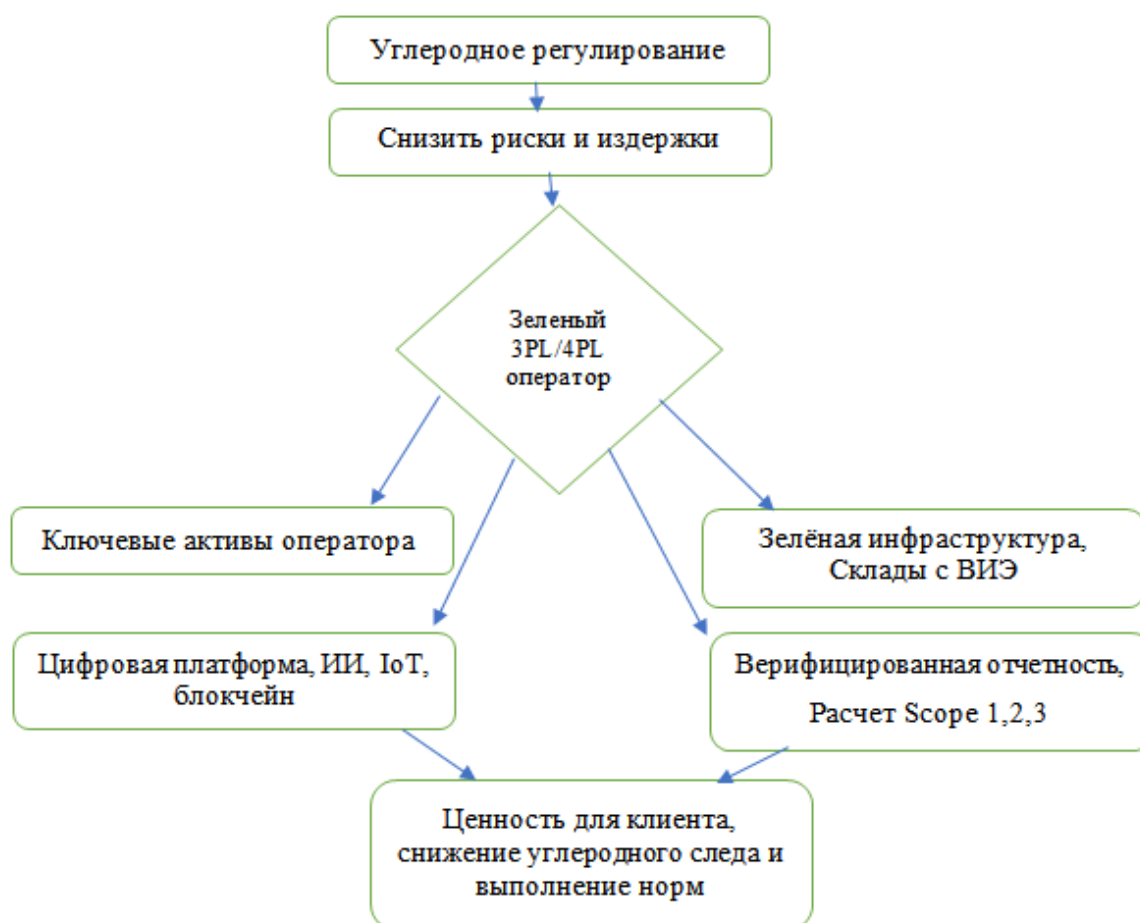 Углеродное регулирование
Снизить риски и издержки
Зеленый
3PL/4PL
оператор
Ключевые активы оператора
Зелёная инфраструктура,
Склады с ВИЭ
Цифровая платформа, ИИ, IoT,
блокчейн
Верифицированная отчетность,
Расчет Scope 1,2,3
Ценность для клиента,
снижение углеродного следа и
выполнение норм